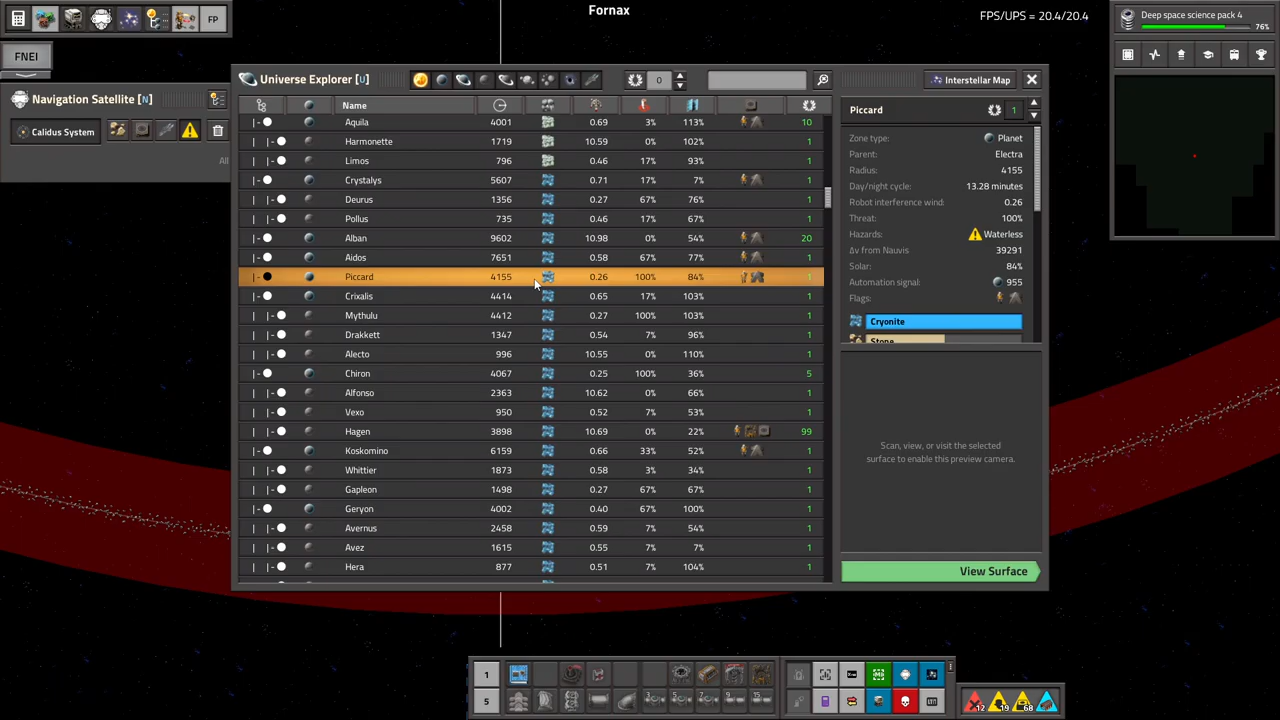 Fornax
FPS/UPS = 20.4/20.4
Deep space science pack 4
76%
FP
FNEI
Navigation Satellite [N]
Calidus System
All
Universe Explorer [U]
0
Interstellar Map
Name
Aquila 4001 0.69 3% 113% 10
Harmonette 1719 10.59 0% 102% 1
Limos 796 0.46 17% 93% 1
Crystalys 5607 0.71 17% 7% 1
Deurus 1356 0.27 67% 76% 1
Pollus 735 0.46 17% 67% 1
Alban 9602 10.98 0% 54% 20
Aidos 7651 0.58 67% 77% 1
Piccard 4155 0.26 100% 84% 1
Crixalis 4414 0.65 17% 103% 1
Mythulu 4412 0.27 100% 103% 1
Drakkett 1347 0.54 7% 96% 1
Alecto 996 10.55 0% 110% 1
Chiron 4067 0.25 100% 36% 5
Alfonso 2363 10.62 0% 66% 1
Vexo 950 0.52 7% 53% 1
Hagen 3898 10.69 0% 22% 99
Koskomino 6159 0.66 33% 52% 1
Whittier 1873 0.58 3% 34% 1
Gapleon 1498 0.27 67% 67% 1
Geryon 4002 0.40 67% 100% 1
Avernus 2458 0.59 7% 54% 1
Avez 1615 0.55 7% 7% 1
Hera 877 0.51 7% 104% 1
Piccard 1
Zone type: Planet
Parent: Electra
Radius: 4155
Day/night cycle: 13.28 minutes
Robot interference wind: 0.26
Threat: 100%
Hazards: Waterless
Δv from Nauvis 39291
Solar: 84%
Automation signal: 955
Flags:
Cryonite
Stone
Scan, view, or visit the selected
surface to enable this preview camera.
View Surface
1
5
3 5 7 9 15
12 19 68